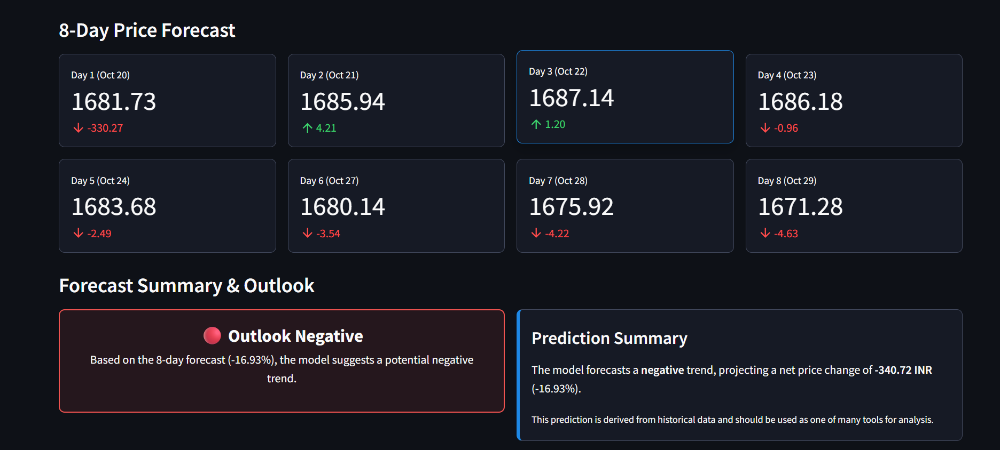 8-Day Price Forecast
Day 1 (Oct 20)
1681.73
↓ -330.27
Day 2 (Oct 21)
1685.94
↑ 4.21
Day 3 (Oct 22)
1687.14
↑ 1.20
Day 4 (Oct 23)
1686.18
↓ -0.96
Day 5 (Oct 24)
1683.68
↓ -2.49
Day 6 (Oct 27)
1680.14
↓ -3.54
Day 7 (Oct 28)
1675.92
↓ -4.22
Day 8 (Oct 29)
1671.28
↓ -4.63
Forecast Summary & Outlook
Outlook Negative
Based on the 8-day forecast (-16.93%), the model suggests a potential negative
trend.
Prediction Summary
The model forecasts a negative trend, projecting a net price change of -340.72 INR
(-16.93%).
This prediction is derived from historical data and should be used as one of many tools for analysis.